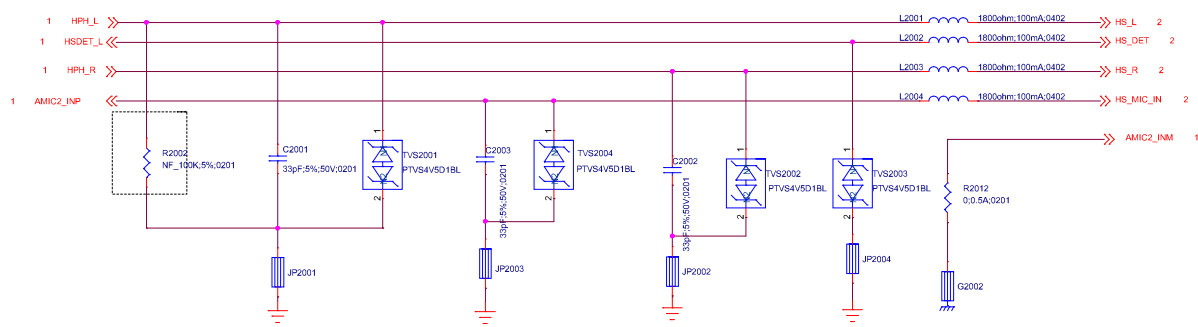 1 HPH_L L2001 1800ohm;100mA;0402 HS_L 2
1 HSDET_L L2002 1800ohm;100mA;0402 HS_DET 2
1 HPH_R L2003 1800ohm;100mA;0402 HS_R 2
1 AMIC2_INP L2004 1800ohm;100mA;0402 HS_MIC_IN 2
AMIC2_INM 1
R2002
NF_100K;5%;0201
C2001
33pF;5%;50V;0201
1
TVS2001
PTVS4V5D1BL
2
C2003
33pF;5%;50V;0201
1
TVS2004
PTVS4V5D1BL
2
C2002
33pF;5%;50V;0201
1
TVS2002
PTVS4V5D1BL
2
1
TVS2003
PTVS4V5D1BL
2
R2012
0;0.5A;0201
JP2001
JP2003
JP2002
JP2004
G2002